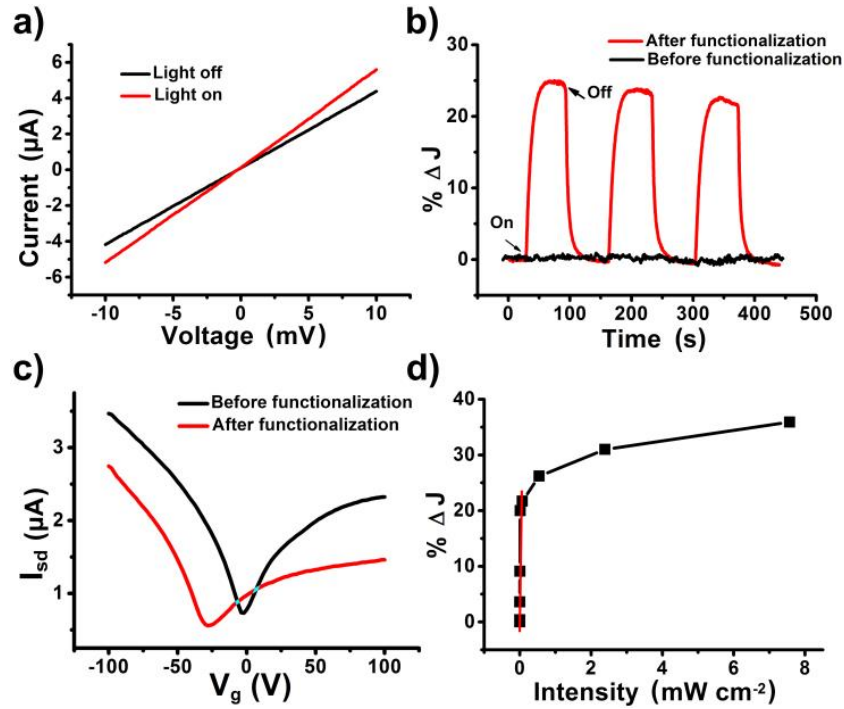 a)
Light off
Light on
Current (µA)
6
4
2
0
-2
-4
-6
-10
-5
0
5
10
Voltage (mV)
b)
After functionalization
Before functionalization
Off
On
% Δ J
30
20
10
0
0
100
200
300
400
500
Time (s)
c)
Before functionalization
After functionalization
Isd (µA)
3
2
1
-100
-50
0
50
100
Vg (V)
d)
% Δ J
40
30
20
10
0
0
2
4
6
8
Intensity (mW cm-2)